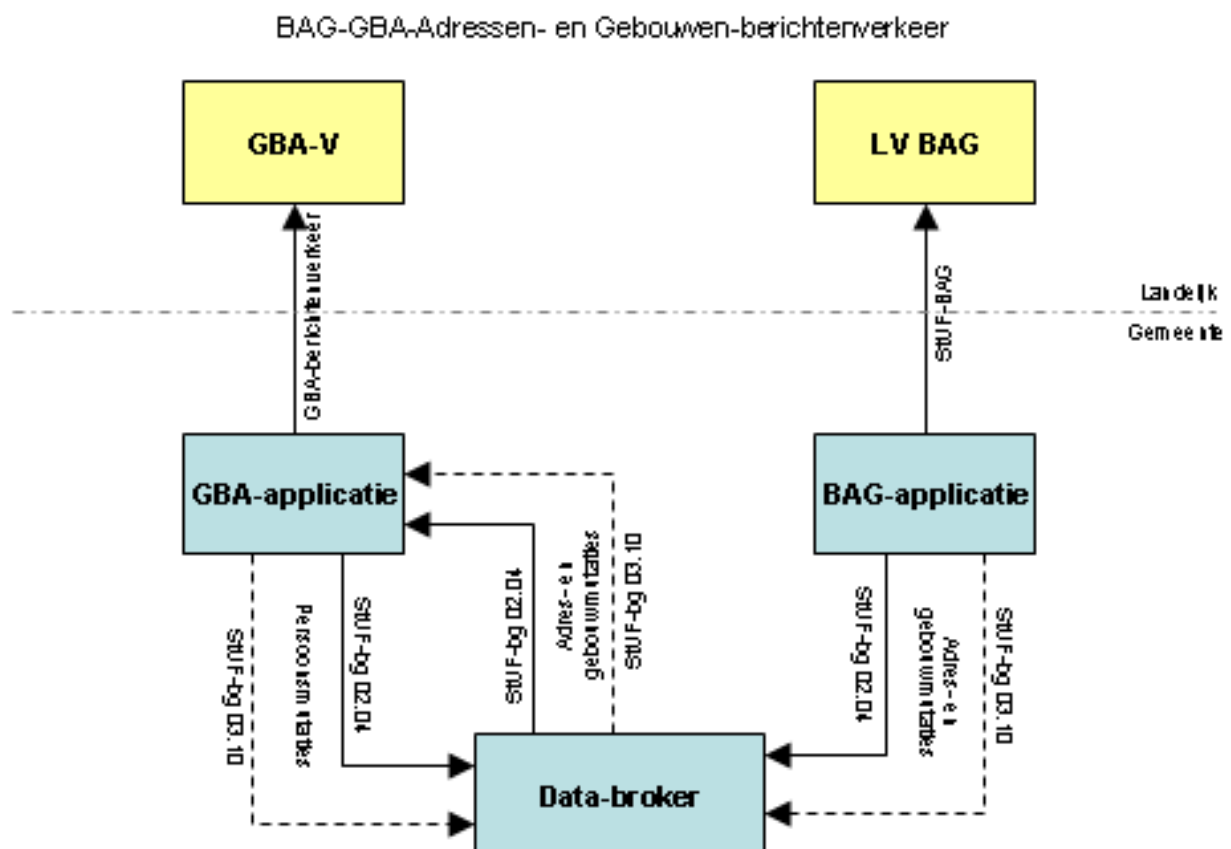 BAG-GBA-Adressen- en Gebouwen-berichtenverkeer
GBA-V
LV BAG
GBA-berichtenverkeer
StUF-BAG
Landelijk
Gemeente
GBA-applicatie
BAG-applicatie
StUF-bg 03.10
Persoonsmutaties
StUF-bg 02.04
StUF-bg 02.04
Adres- en
gebouwmutaties
StUF-bg 03.10
StUF-bg 02.04
Adres- en
gebouwmutaties
StUF-bg 03.10
Data-broker